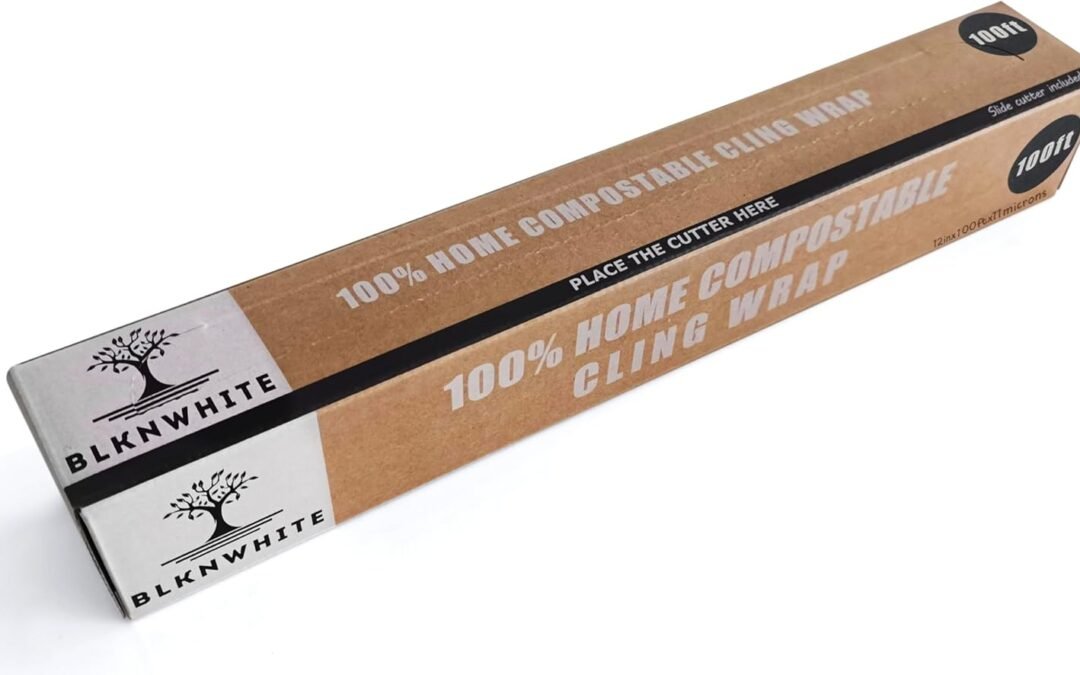 100ft
100% HOME COMPOSTABLE CLING WRAP
Slide cutter included
PLACE THE CUTTER HERE
BLKNWHITE
100ft
12inx100Ftx11microns
100% HOME COMPOSTABLE
CLING WRAP
BLKNWHITE